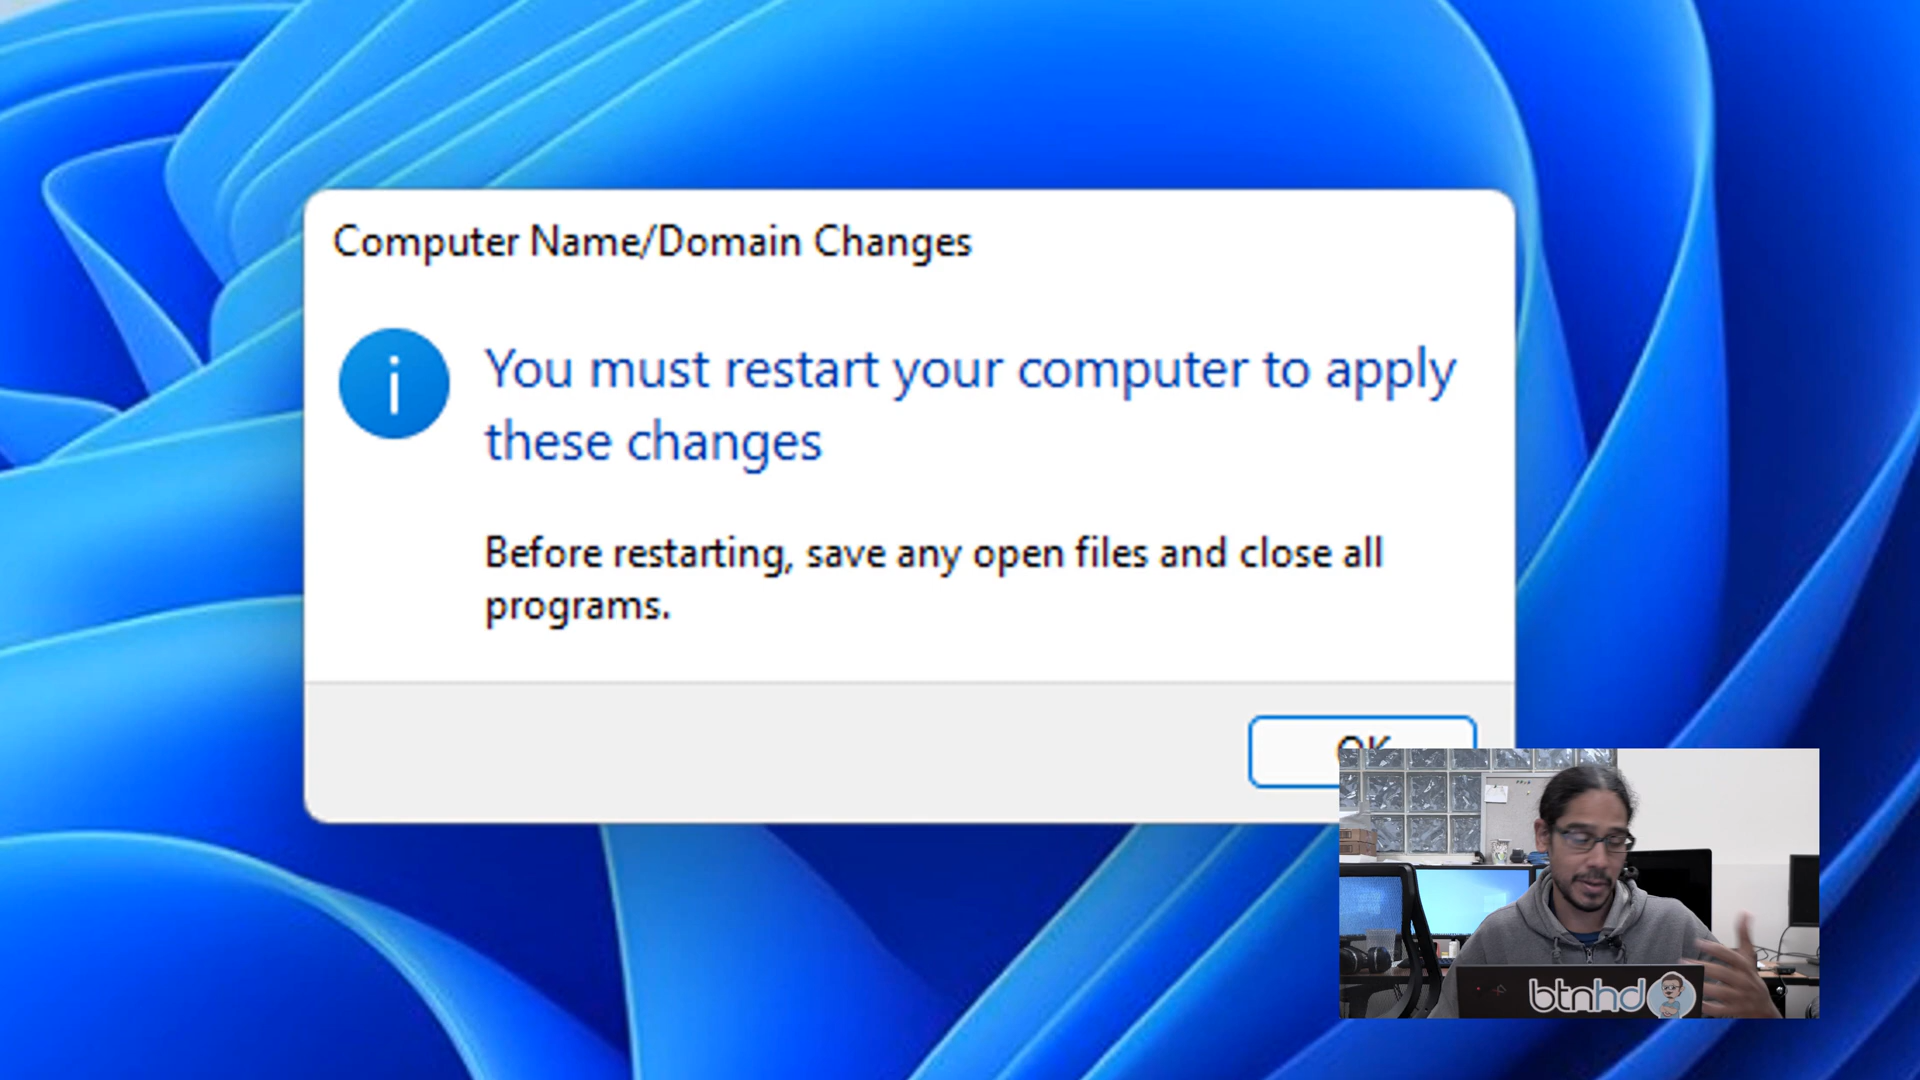 Computer Name/Domain Changes
You must restart your computer to apply
these changes
Before restarting, save any open files and close all
programs.
OK
btnhd